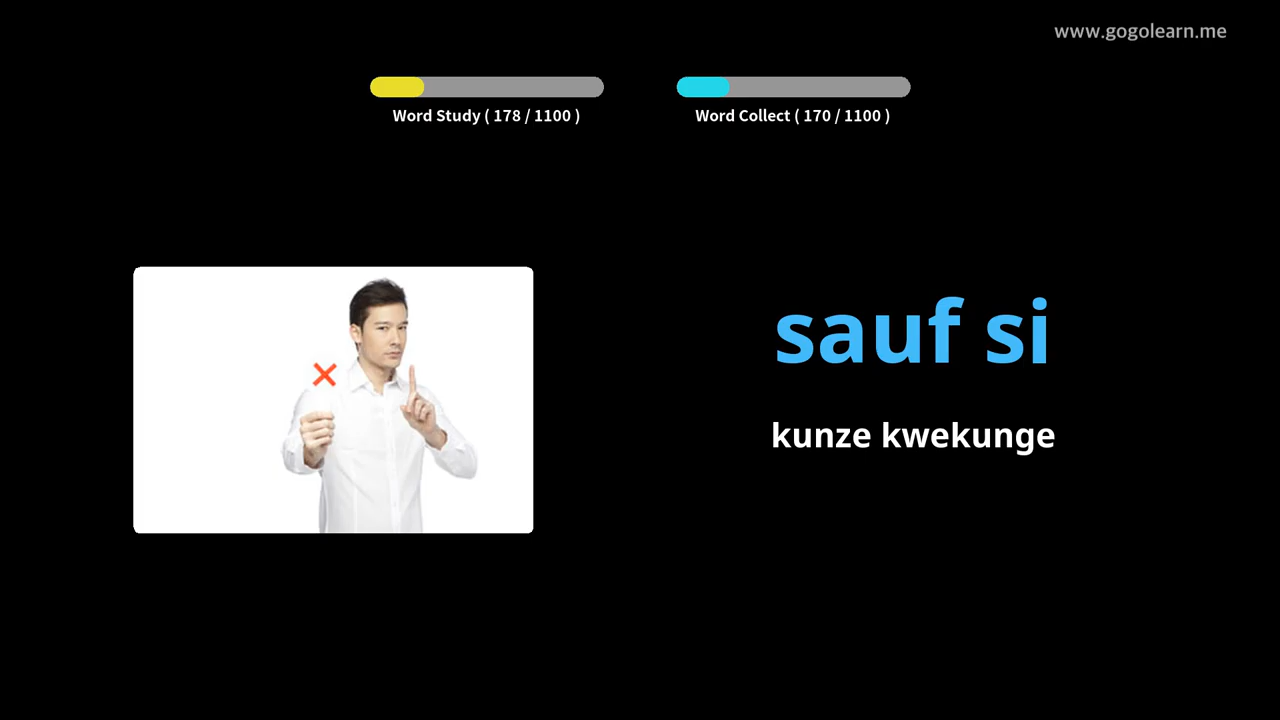 www.gogolearn.me
Word Study ( 178 / 1100 )
Word Collect ( 170 / 1100 )
sauf si
kunze kwekunge